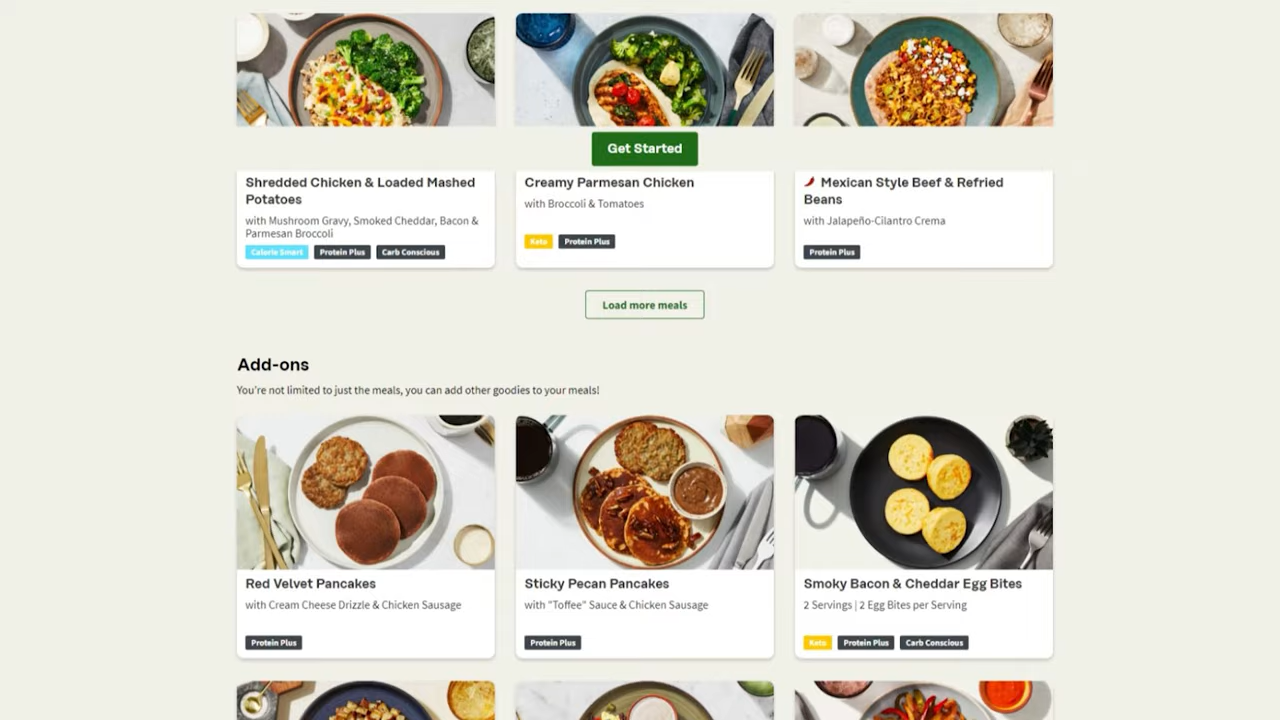 Get Started
Shredded Chicken & Loaded Mashed
Potatoes
with Mushroom Gravy, Smoked Cheddar, Bacon &
Parmesan Broccoli
Calorie Smart
Protein Plus
Carb Conscious
Creamy Parmesan Chicken
with Broccoli & Tomatoes
Keto
Protein Plus
Mexican Style Beef & Refried
Beans
with Jalapeño-Cilantro Crema
Protein Plus
Load more meals
Add-ons
You're not limited to just the meals, you can add other goodies to your meals!
Red Velvet Pancakes
with Cream Cheese Drizzle & Chicken Sausage
Protein Plus
Sticky Pecan Pancakes
with "Toffee" Sauce & Chicken Sausage
Protein Plus
Smoky Bacon & Cheddar Egg Bites
2 Servings | 2 Egg Bites per Serving
Keto
Protein Plus
Carb Conscious